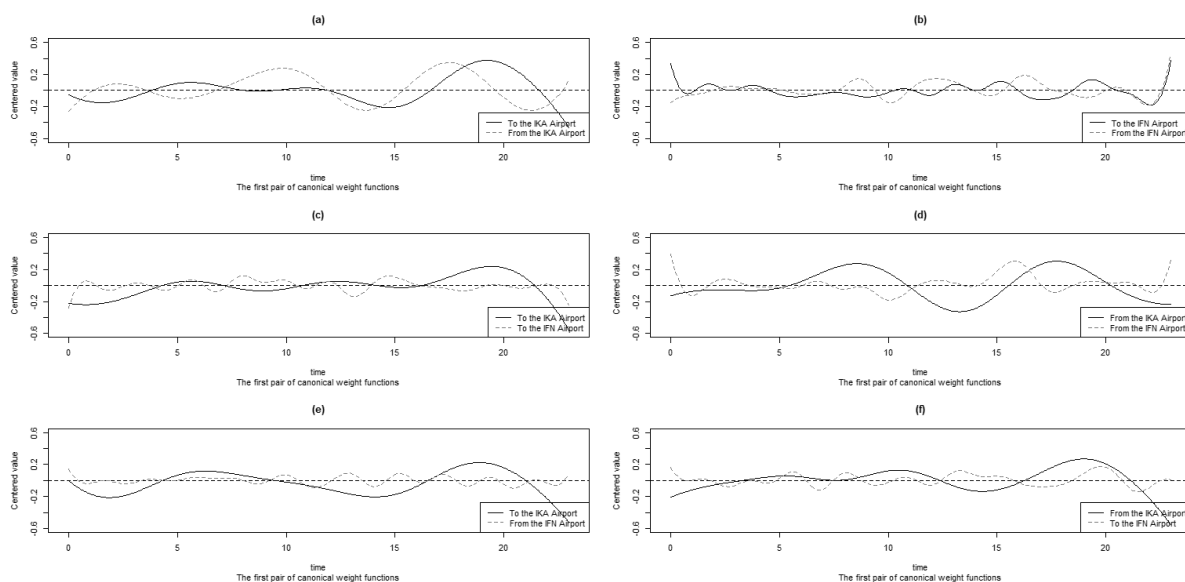 (a)
Centered value
0.6
0.2
-0.2
-0.6
To the IKA Airport
From the IKA Airport
0 5 10 15 20
time
The first pair of canonical weight functions
(b)
Centered value
0.6
0.2
-0.2
-0.6
To the IFN Airport
From the IFN Airport
0 5 10 15 20
time
The first pair of canonical weight functions
(c)
Centered value
0.6
0.2
-0.2
-0.6
To the IKA Airport
To the IFN Airport
0 5 10 15 20
time
The first pair of canonical weight functions
(d)
Centered value
0.6
0.2
-0.2
-0.6
From the IKA Airport
From the IFN Airport
0 5 10 15 20
time
The first pair of canonical weight functions
(e)
Centered value
0.6
0.2
-0.2
-0.6
To the IKA Airport
From the IFN Airport
0 5 10 15 20
time
The first pair of canonical weight functions
(f)
Centered value
0.6
0.2
-0.2
-0.6
From the IKA Airport
To the IFN Airport
0 5 10 15 20
time
The first pair of canonical weight functions